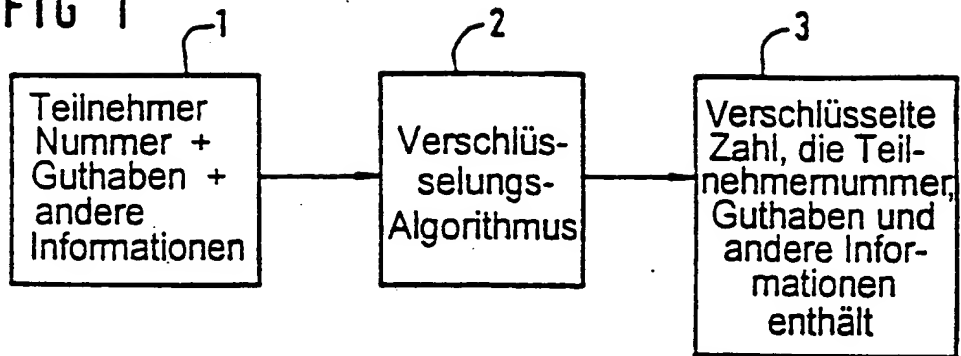 FIG 1
1
2
3
Teilnehmer
Nummer +
Guthaben +
andere
Informationen
Verschlüs-
selungs-
Algorithmus
Verschlüsselte
Zahl, die Teil-
nehmernummer,
Guthaben und
andere Infor-
mationen
enthält